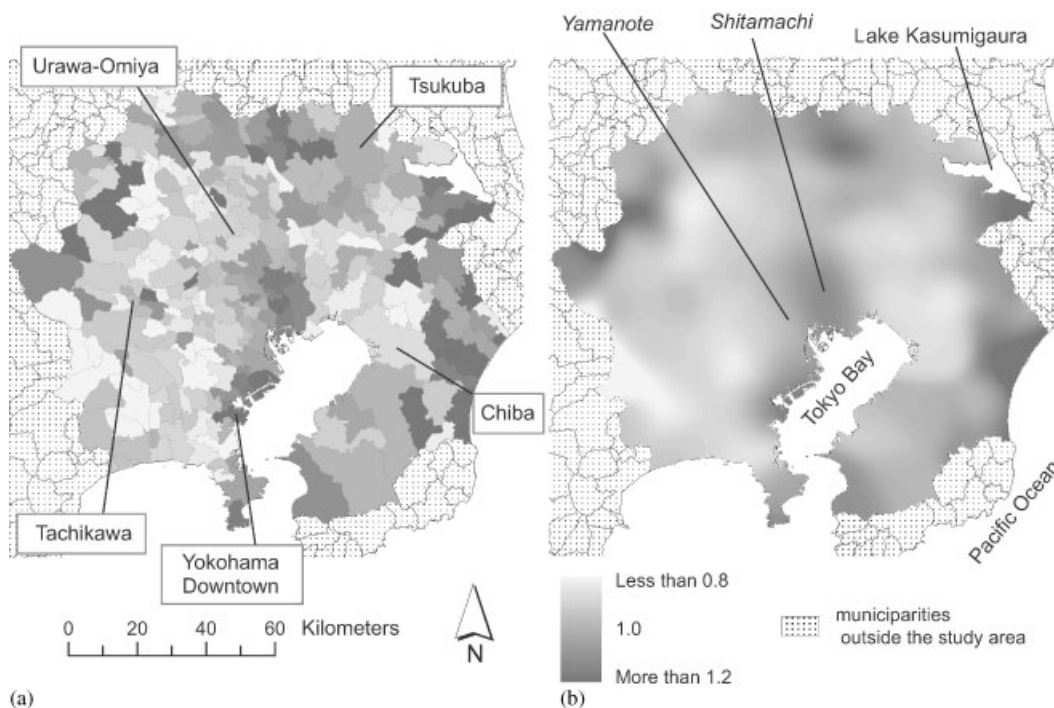 Urawa-Omiya
Tsukuba
Chiba
Tachikawa
Yokohama
Downtown
0 20 40 60 Kilometers
N
(a)
Yamanote
Shitamachi
Lake Kasumigaura
Tokyo Bay
Pacific Ocean
Less than 0.8
1.0
More than 1.2
municiparities
outside the study area
(b)